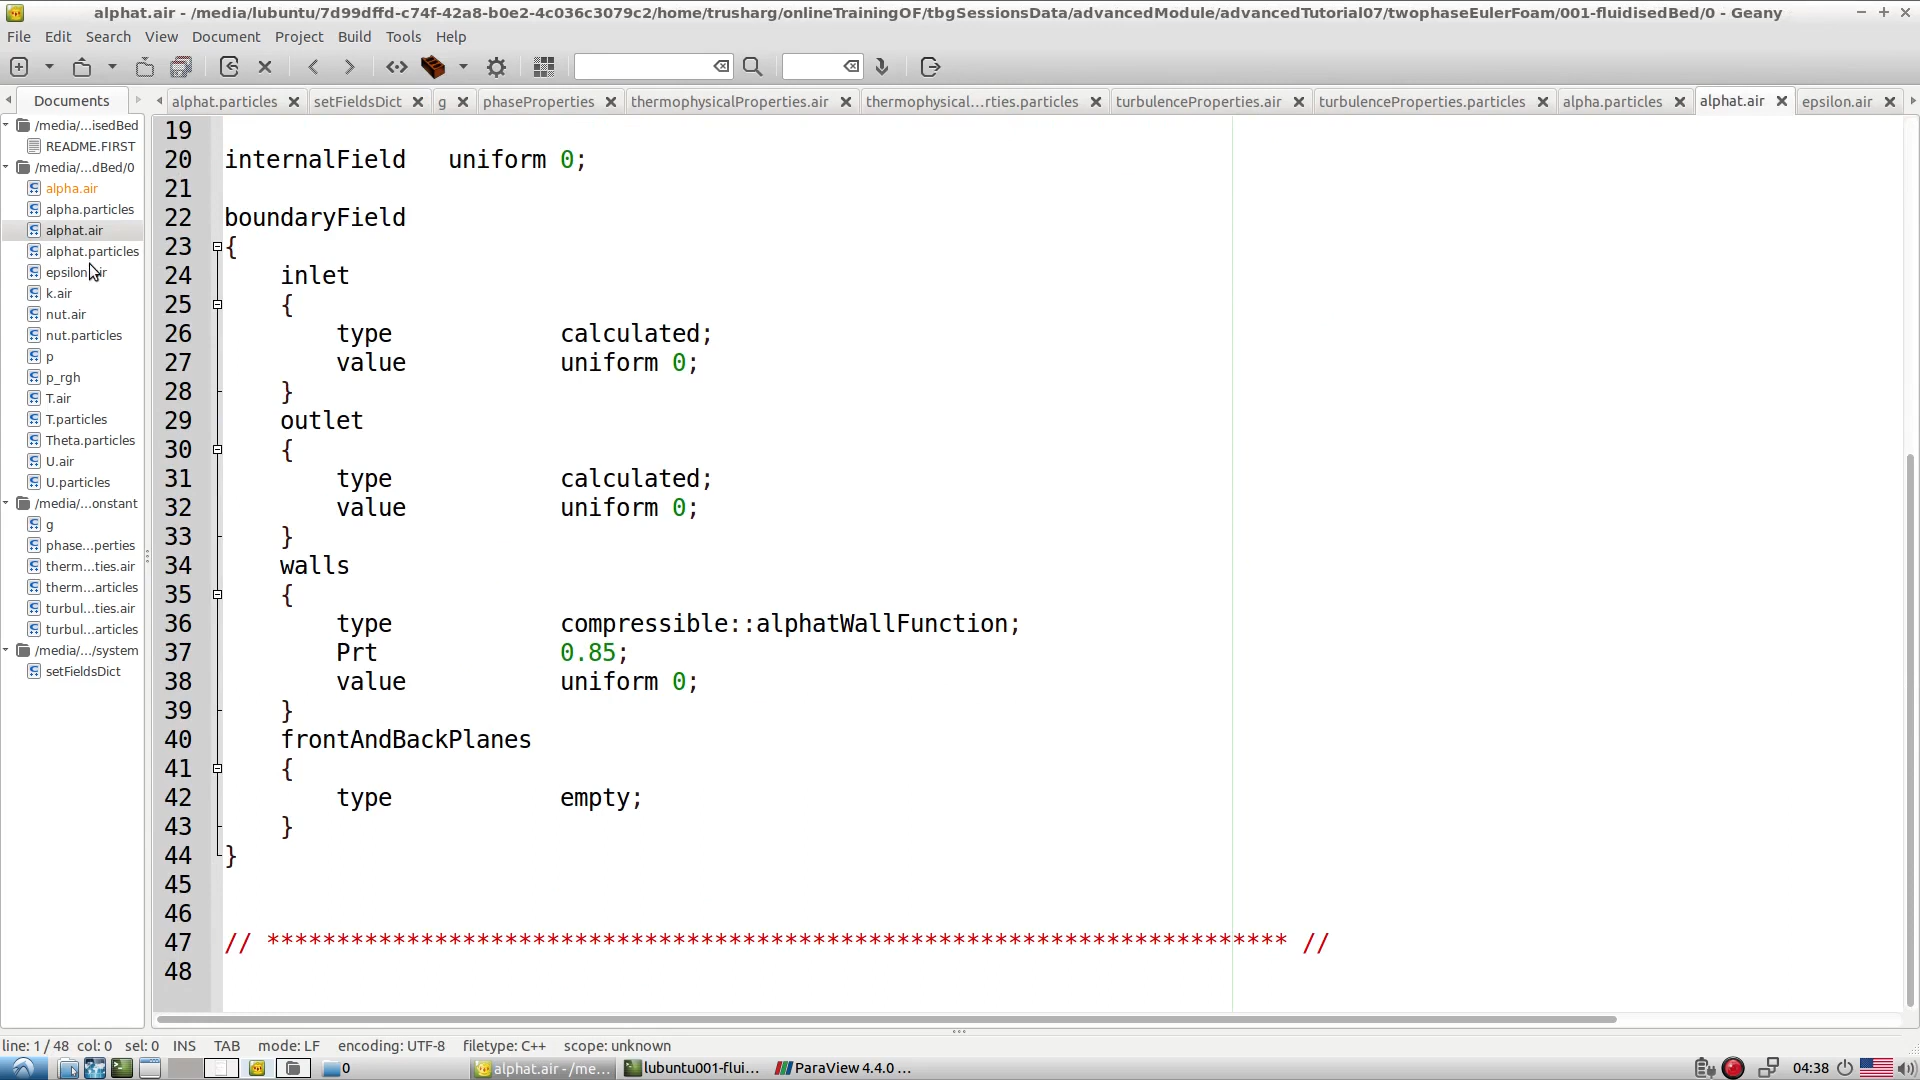 alphat.air - /media/lubuntu/7d99dffd-c74f-42a8-b0e2-4c036c3079c2/home/trusharg/onlineTrainingOF/tbgSessionsData/advancedModule/advancedTutorial07/twophaseEulerFoam/001-fluidisedBed/0 - Geany
File Edit Search View Document Project Build Tools Help
Documents
alphat.particles setFieldsDict g phaseProperties thermophysicalProperties.air thermophysical...rties.particles turbulenceProperties.air turbulenceProperties.particles alpha.particles alphat.air epsilon.air
/media/...isedBed
README.FIRST
/media/...dBed/0
alpha.air
alpha.particles
alphat.air
alphat.particles
k.air
nut.air
nut.particles
p
p_rgh
T.air
T.particles
Theta.particles
U.air
U.particles
/media/...onstant
g
phase...perties
therm...ties.air
therm...articles
turbul...ties.air
turbul...articles
/media/.../system
setFieldsDict
19
20 internalField uniform 0;
21
22 boundaryField
23 {
24 inlet
25 {
26 type calculated;
27 value uniform 0;
28 }
29 outlet
30 {
31 type calculated;
32 value uniform 0;
33 }
34 walls
35 {
36 type compressible::alphatWallFunction;
37 Prt 0.85;
38 value uniform 0;
39 }
40 frontAndBackPlanes
41 {
42 type empty;
43 }
44 }
45
46
47 // ************************************************************************* //
48
line: 1 / 48 col: 0 sel: 0 INS TAB mode: LF encoding: UTF-8 filetype: C++ scope: unknown
0 alphat.air - /me... lubuntu001-flui... ParaView 4.4.0 ... 04:38